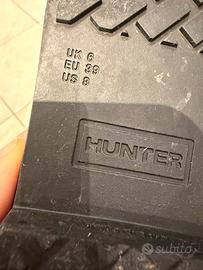 UK 6
EU 39
US 8
HUNTER
subito